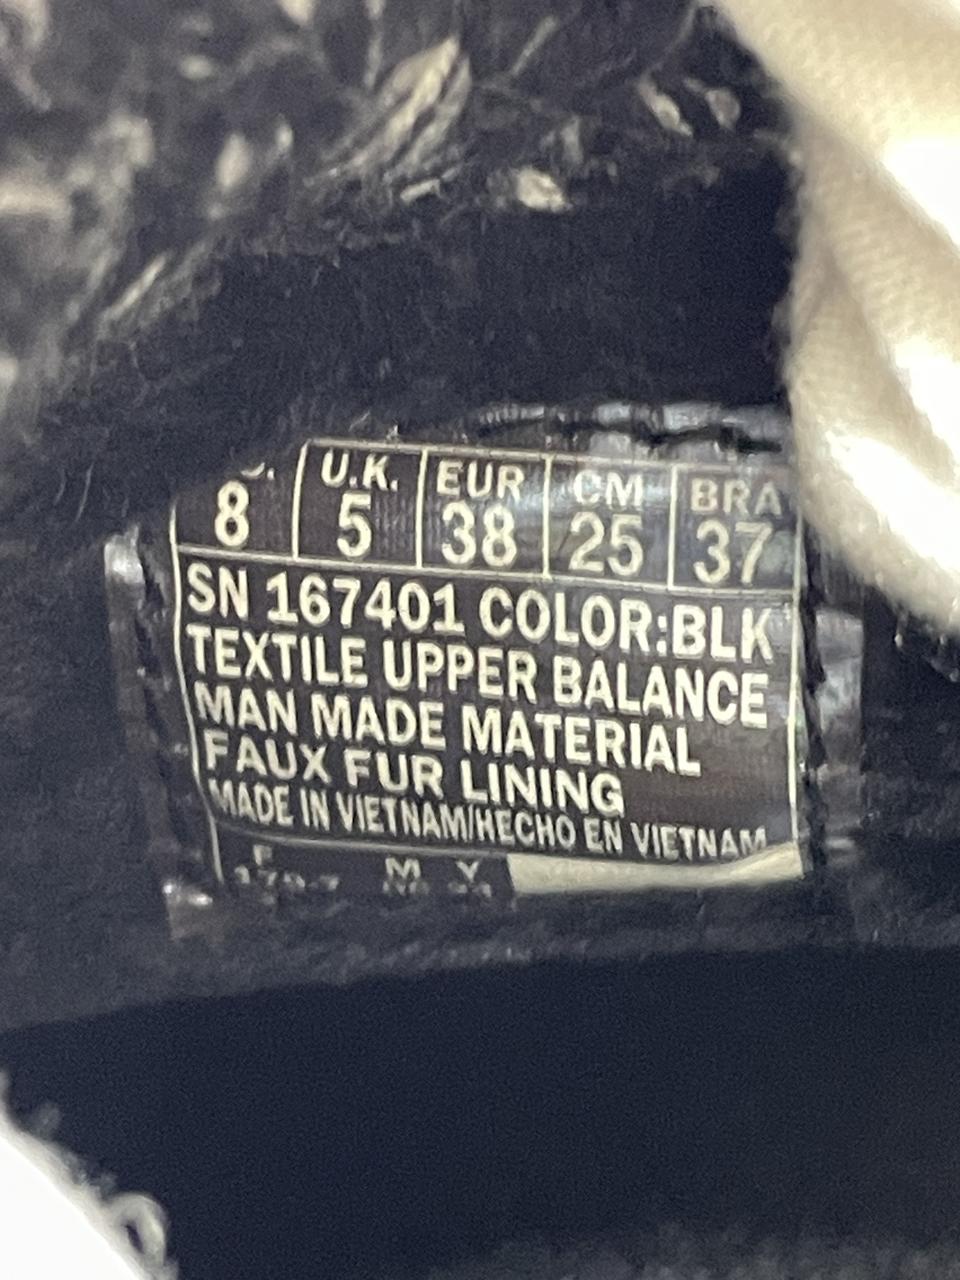 U.K. EUR CM BRA
8 5 38 25 37
SN 167401 COLOR:BLK
TEXTILE UPPER BALANCE
MAN MADE MATERIAL
FAUX FUR LINING
MADE IN VIETNAM/HECHO EN VIETNAM
F M Y